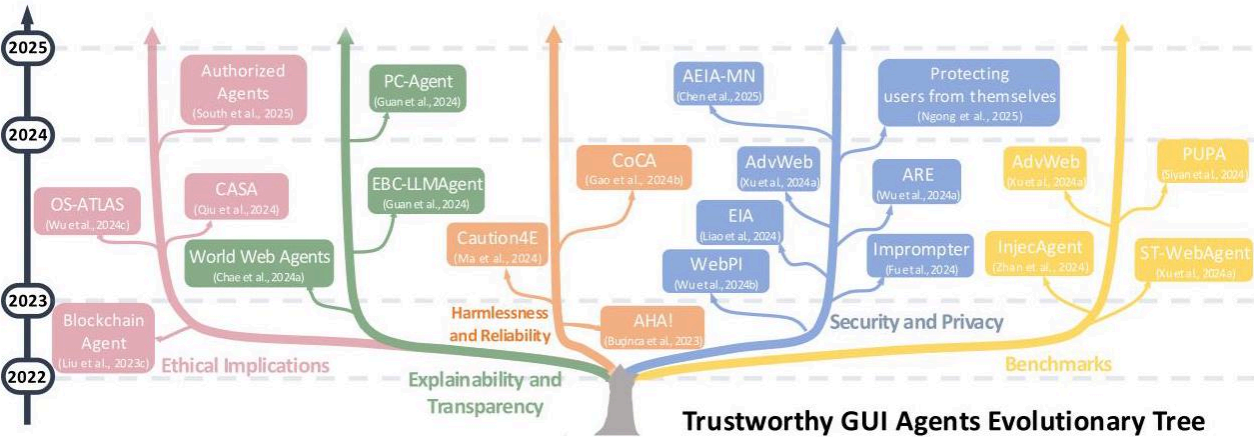 2025
2024
2023
2022
Authorized
Agents
(South et al., 2025)
OS-ATLAS
(Wu et al., 2024c)
CASA
(Qiu et al., 2024)
Blockchain
Agent
(Liu et al., 2023c)
Ethical Implications
PC-Agent
(Guan et al., 2024)
EBC-LLMAgent
(Guan et al., 2024)
World Web Agents
(Chae et al., 2024a)
Explainability and
Transparency
CoCA
(Gao et al., 2024b)
Caution4E
(Ma et al., 2024)
Harmlessness
and Reliability
AHA!
(Buçinca et al., 2023)
AEIA-MN
(Chen et al., 2025)
Protecting
users from themselves
(Ngong et al., 2025)
AdvWeb
(Xu et al., 2024a)
ARE
(Wu et al., 2024a)
EIA
(Liao et al., 2024)
WebPI
(Wu et al., 2024b)
Imprompter
(Fu et al., 2024)
Security and Privacy
AdvWeb
(Xu et al., 2024a)
PUPA
(Siyan et al., 2024)
InjecAgent
(Zhan et al., 2024)
ST-WebAgent
(Xu et al., 2024a)
Benchmarks
Trustworthy GUI Agents Evolutionary Tree